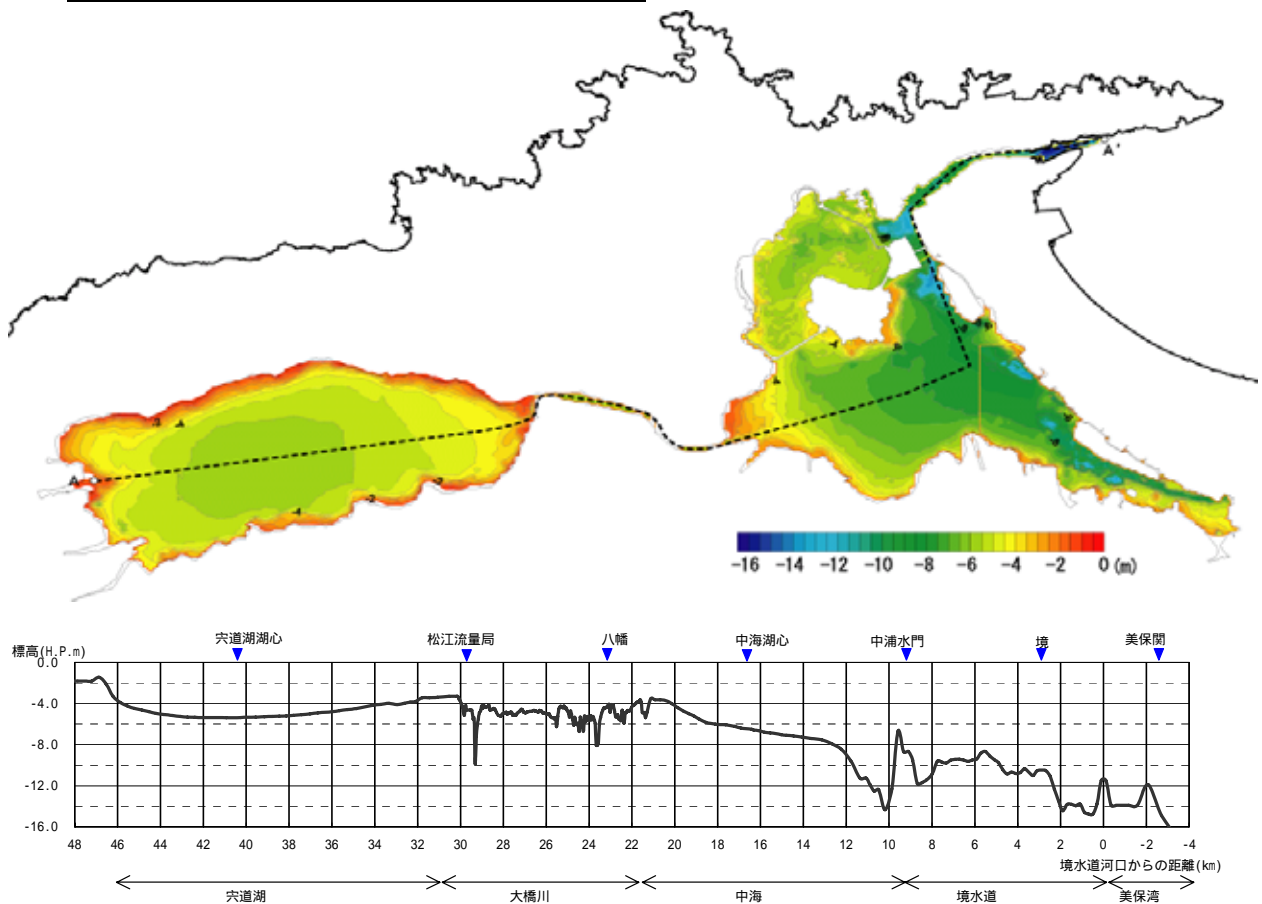 A'
A
-2
-4
-4
-2
-2
-16 -14 -12 -10 -8 -6 -4 -2 0 (m)
宍道湖湖心 松江流量局 八幡 中海湖心 中浦水門 境 美保関
標高(H.P.m)
0.0
-4.0
-8.0
-12.0
-16.0
48 46 44 42 40 38 36 34 32 30 28 26 24 22 20 18 16 14 12 10 8 6 4 2 0 -2 -4
境水道河口からの距離(km)
宍道湖 大橋川 中海 境水道 美保湾